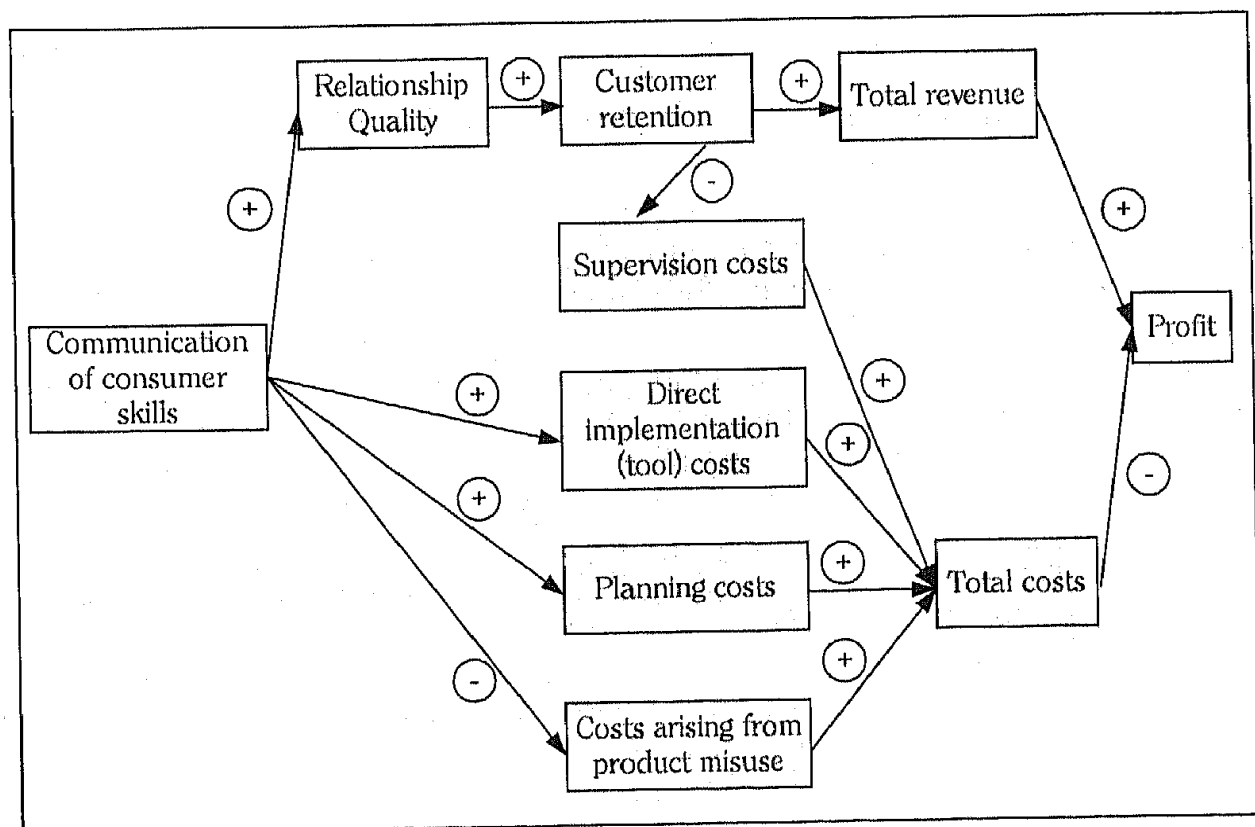 Relationship
Quality
+
Customer
retention
+
Total revenue
+
-
+
Supervision costs
Communication
of consumer
skills
+
Direct
implementation
(tool) costs
+
+
Profit
+
Planning costs
+
Total costs
-
-
Costs arising from
product misuse
+